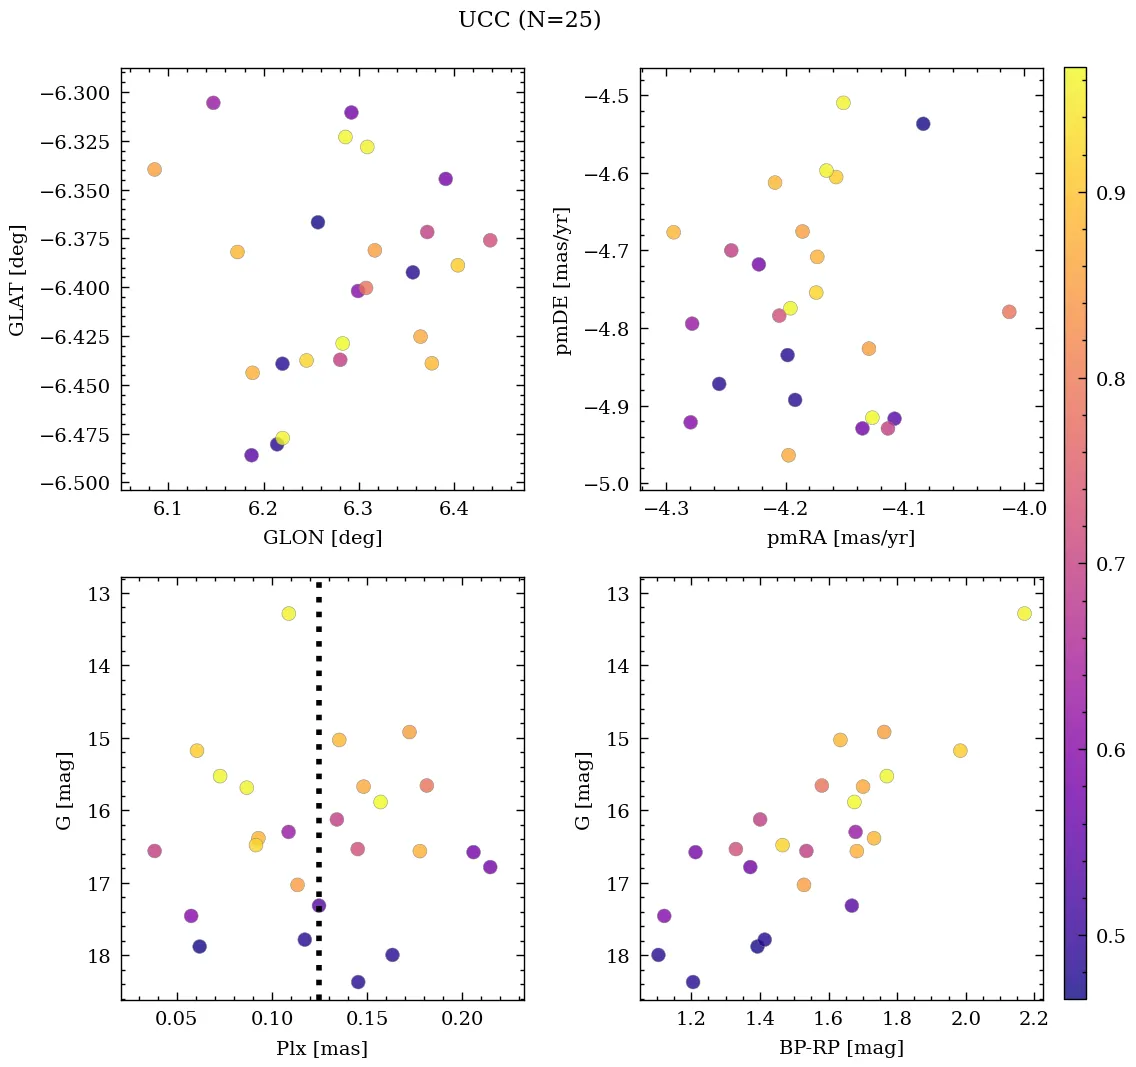 UCC (N=25)
−6.300
−6.325
−6.350
−6.375
−6.400
−6.425
−6.450
−6.475
−6.500
GLAT [deg]
6.1 6.2 6.3 6.4
GLON [deg]
−4.5
−4.6
−4.7
−4.8
−4.9
−5.0
pmDE [mas/yr]
−4.3 −4.2 −4.1 −4.0
pmRA [mas/yr]
13
14
15
16
17
18
G [mag]
0.05 0.10 0.15 0.20
Plx [mas]
13
14
15
16
17
18
G [mag]
1.2 1.4 1.6 1.8 2.0 2.2
BP-RP [mag]
0.9
0.8
0.7
0.6
0.5